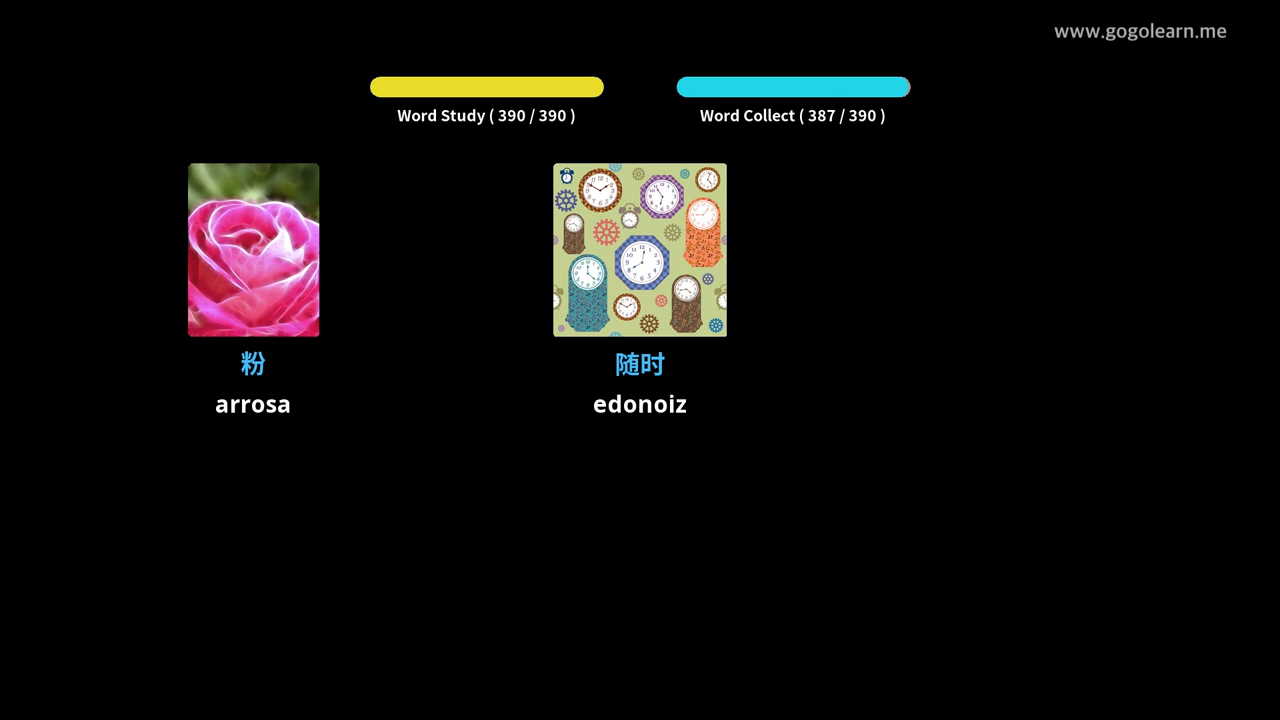 www.gogolearn.me
Word Study ( 390 / 390 )
Word Collect ( 387 / 390 )
粉
arrosa
随时
edonoiz